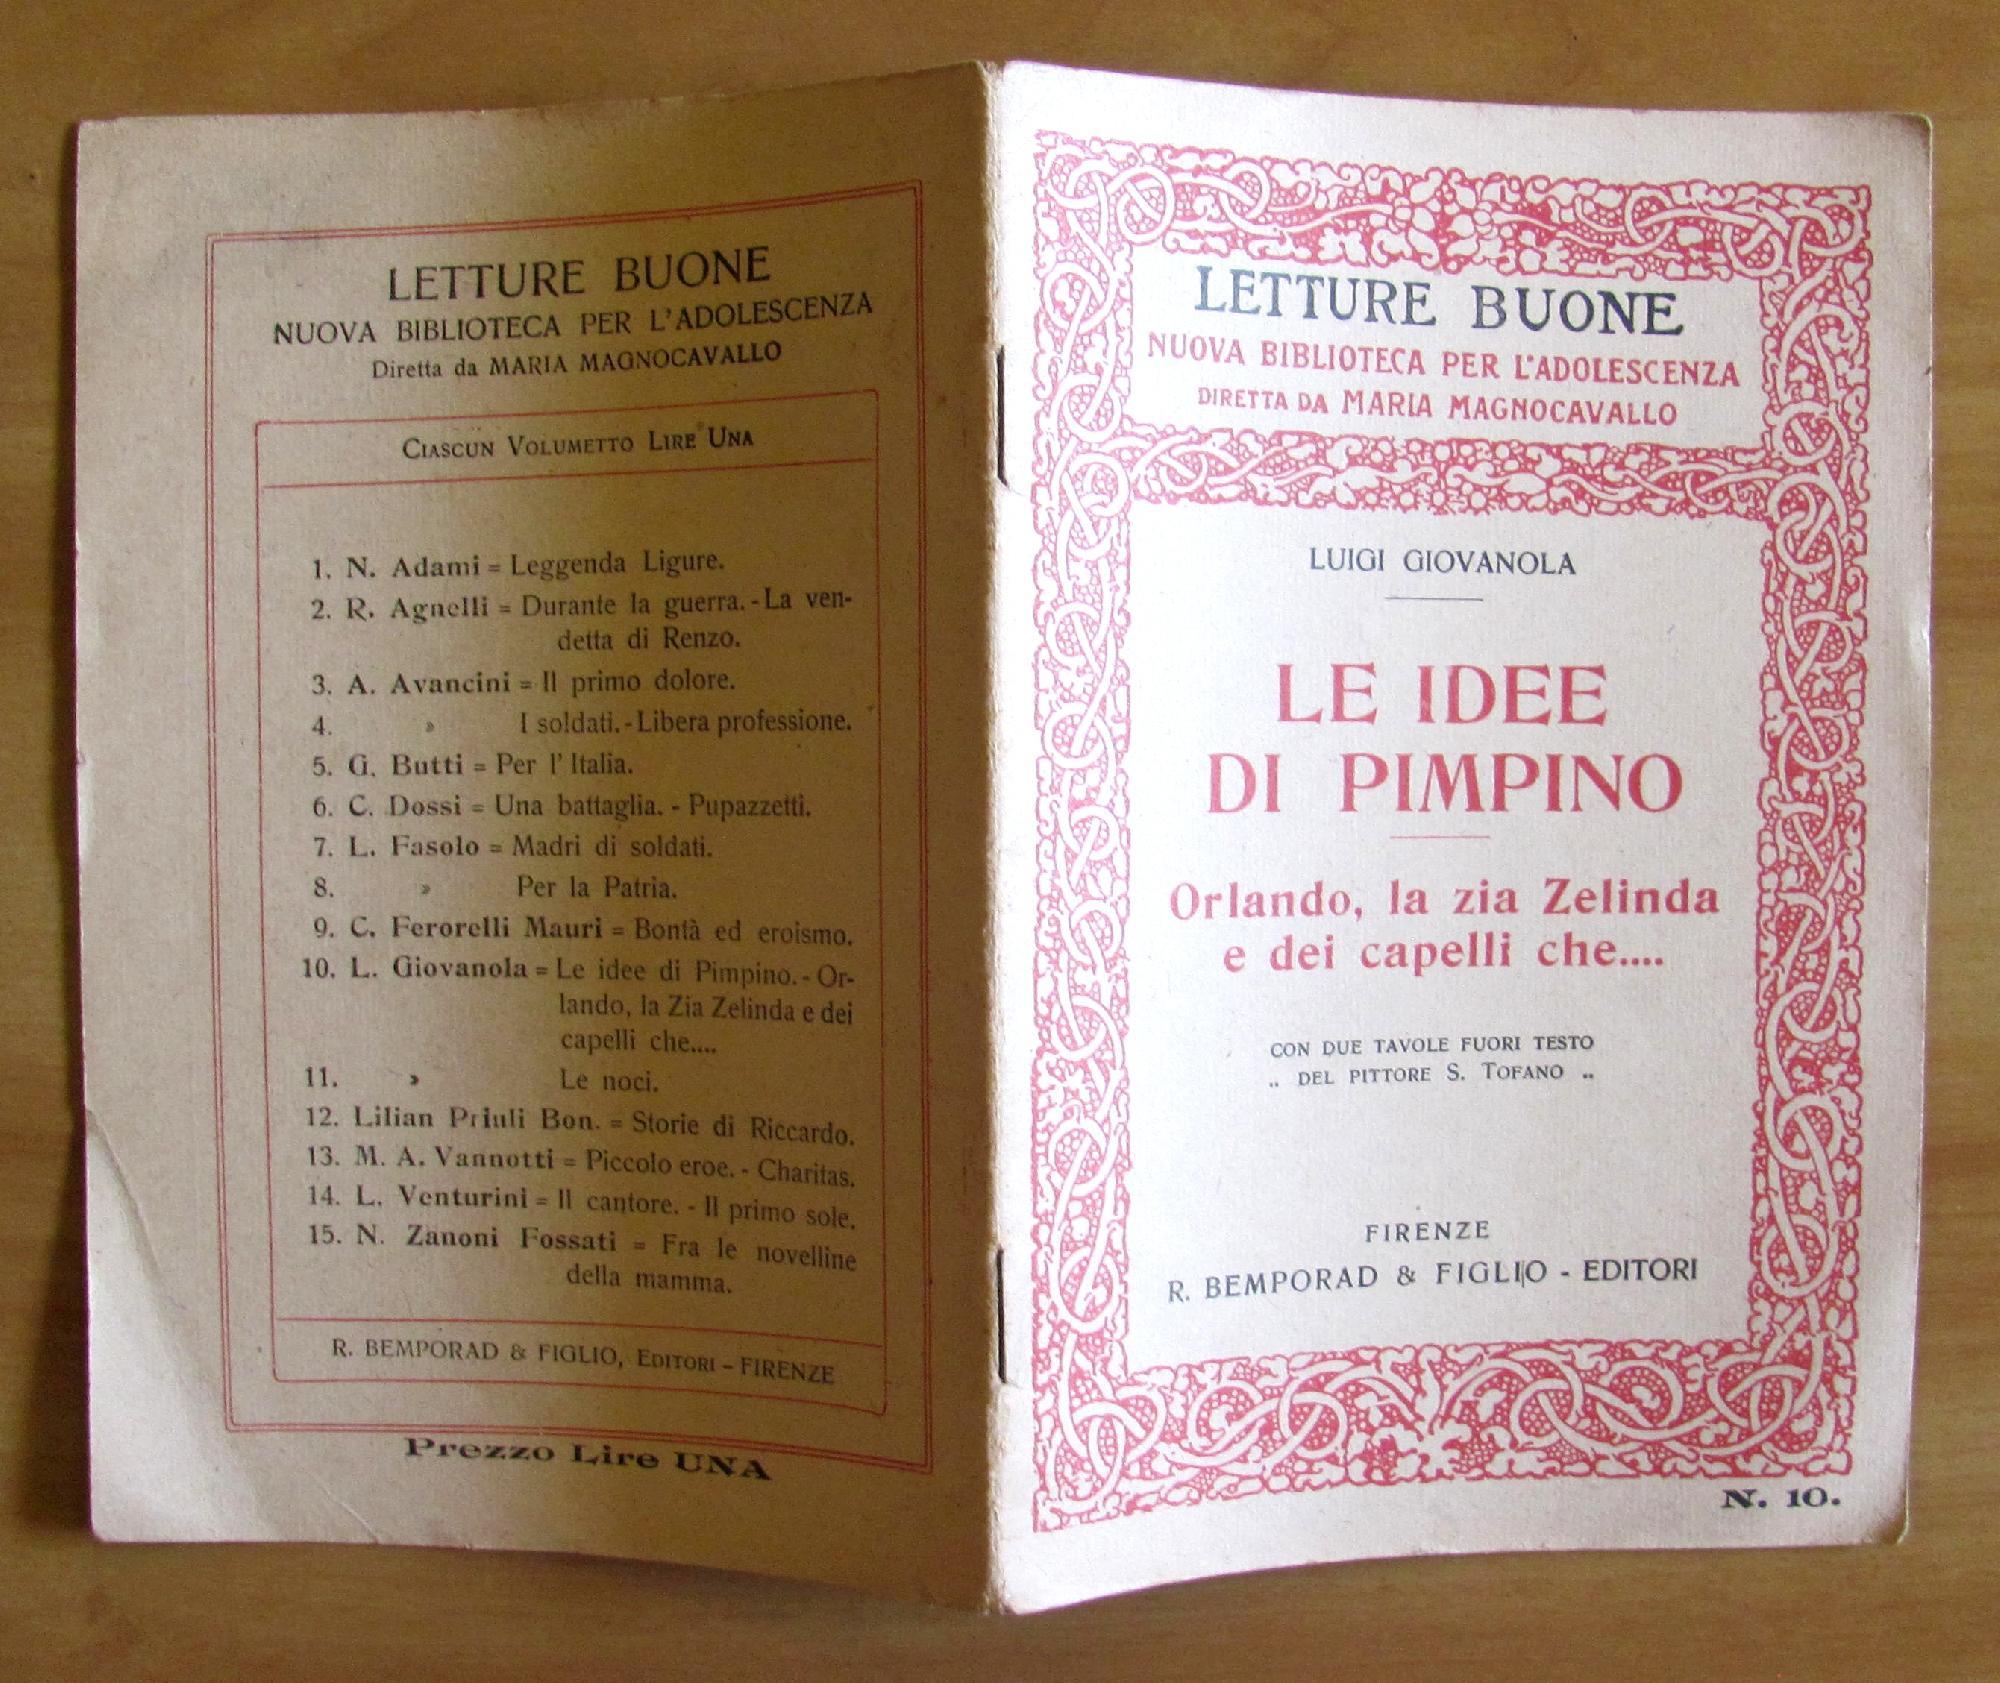 LETTURE BUONE
NUOVA BIBLIOTECA PER L'ADOLESCENZA
Diretta da MARIA MAGNOCAVALLO
CIASCUN VOLUMETTO LIRE UNA
1. N. Adami = Leggenda Ligure.
2. R. Agnelli = Durante la guerra. - La ven-
detta di Renzo.
3. A. Avancini = Il primo dolore.
4. » I soldati. - Libera professione.
5. G. Butti = Per l'Italia.
6. C. Dossi = Una battaglia. - Pupazzetti.
7. L. Fasolo = Madri di soldati.
8. » Per la Patria.
9. C. Ferorelli Mauri = Bontà ed eroismo.
10. L. Giovanola = Le idee di Pimpino. - Or-
lando, la Zia Zelinda e dei
capelli che....
11. » Le noci.
12. Lilian Priuli Bon. = Storie di Riccardo.
13. M. A. Vannotti = Piccolo eroe. - Charitas.
14. L. Venturini = Il cantore. - Il primo sole.
15. N. Zanoni Fossati = Fra le novelline
della mamma.
R. BEMPORAD & FIGLIO, EDITORI - FIRENZE
Prezzo Lire UNA
LETTURE BUONE
NUOVA BIBLIOTECA PER L'ADOLESCENZA
DIRETTA DA MARIA MAGNOCAVALLO
LUIGI GIOVANOLA
LE IDEE
DI PIMPINO
Orlando, la zia Zelinda
e dei capelli che....
CON DUE TAVOLE FUORI TESTO
.. DEL PITTORE S. TOFANO ..
FIRENZE
R. BEMPORAD & FIGLIO - EDITORI
N. 10.